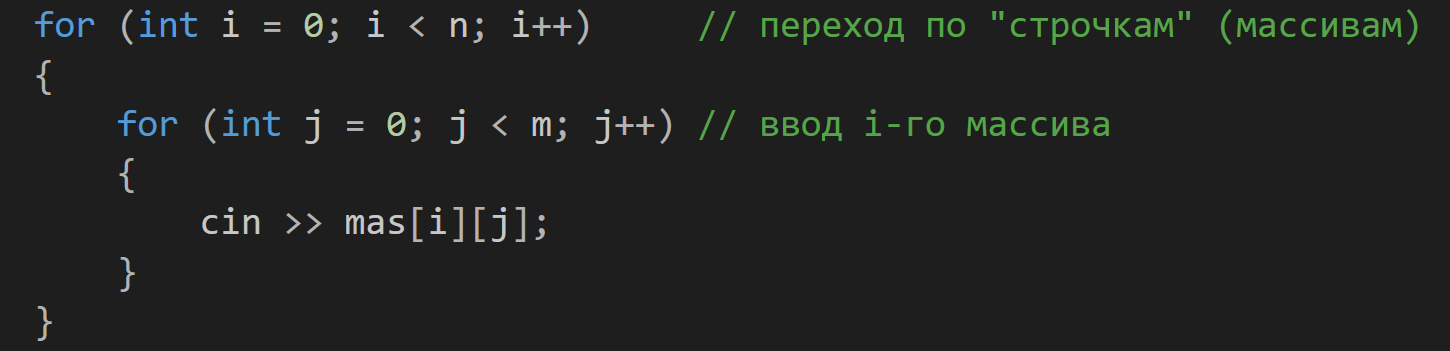 for (int i = 0; i < n; i++)     // переход по "строчкам" (массивам)
{
    for (int j = 0; j < m; j++) // ввод i-го массива
    {
        cin >> mas[i][j];
    }
}